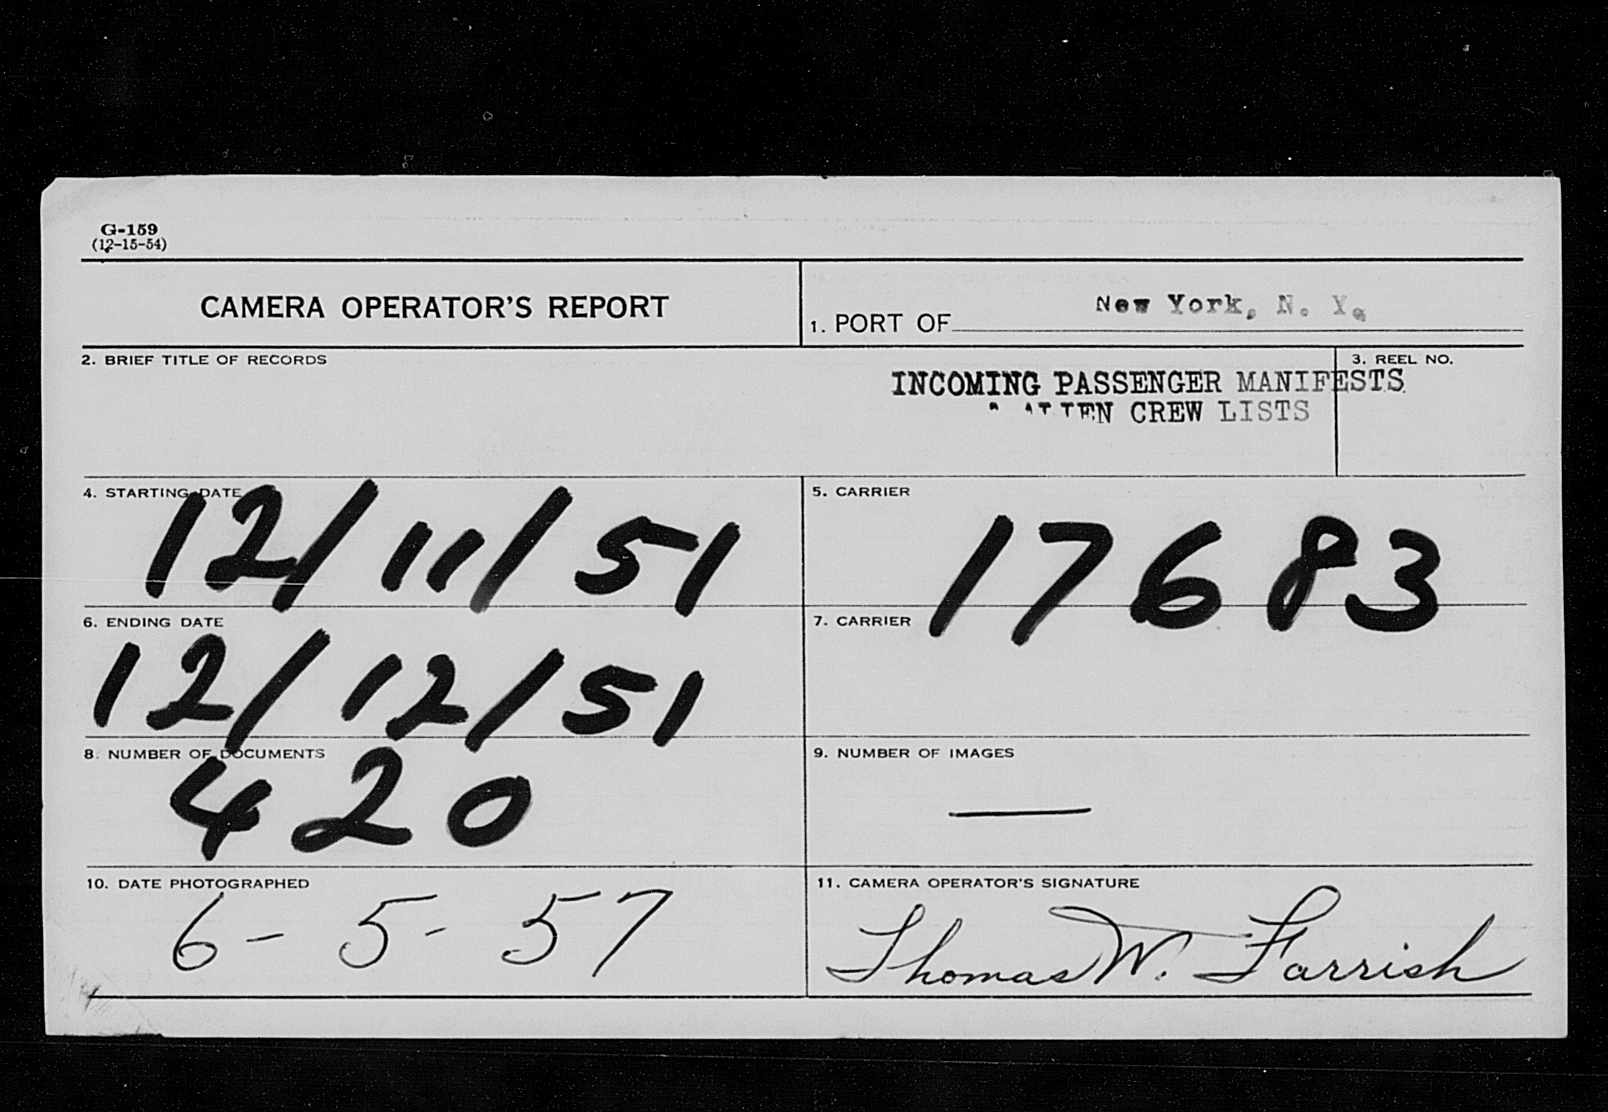 G-159
(12-15-54)
CAMERA OPERATOR'S REPORT
1. PORT OF New York, N. Y.
2. BRIEF TITLE OF RECORDS
INCOMING PASSENGER MANIFESTS
CREW LISTS
3. REEL NO.
4. STARTING DATE
12/11/51
5. CARRIER
17683
6. ENDING DATE
12/12/51
7. CARRIER
8. NUMBER OF DOCUMENTS
420
9. NUMBER OF IMAGES
—
10. DATE PHOTOGRAPHED
6-5-57
11. CAMERA OPERATOR'S SIGNATURE
Thomas W. Farrish